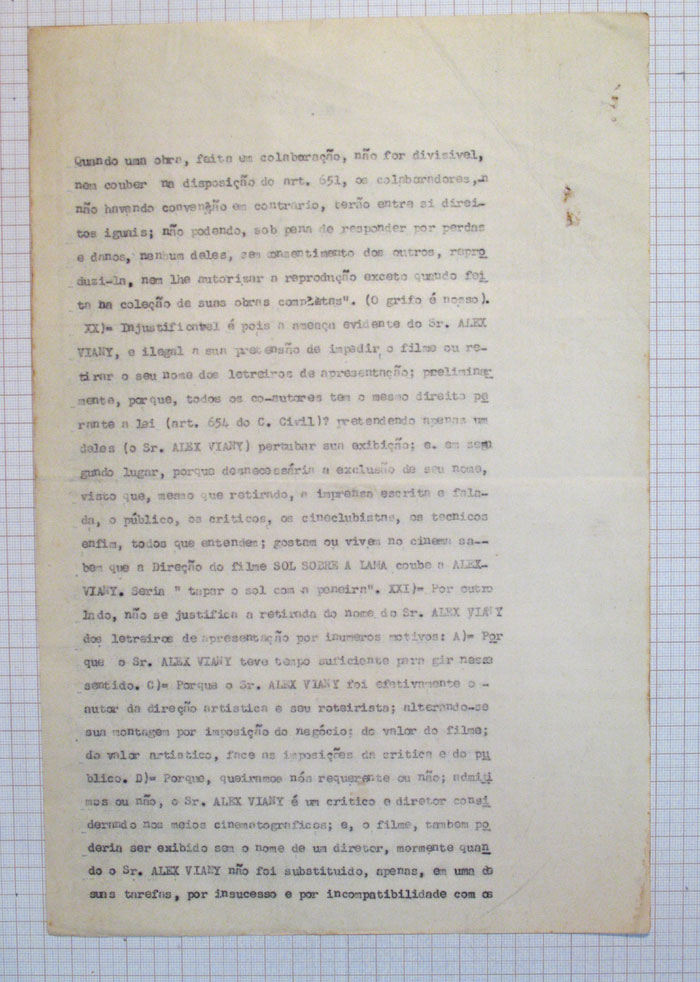 Quando uma obra, feita em colaboração, não for divisivel,
nem couber na disposição do art. 651, os colaboradores,n
não havendo convenção em contrario, terão entre si direi-
tos iguais; não podendo, sob pena de responder por perdas
e danos, nenhum deles, sem consentimento dos outros, repro
duzi-la, nem lhe autorisar a reprodução exceto quando fei
ta na coleção de suas obras completas". (O grifo é nosso).
XX)= Injustificavel é pois a ameaça evidente do Sr. ALEX
VIANY, e ilegal a sua pretensão de impedir o filme ou re-
tirar o seu nome dos letreiros de apresentação; preliminar
mente, porque, todos os co-autores tem o mesmo direito pe
rante a lei (art. 654 do C. Civil)? pretendendo apenas um
deles (o Sr. ALEX VIANY) pertubar sua exibição; e. em segu
gundo lugar, porque desnecessária a exclusão de seu nome,
visto que, mesmo que retirado, a imprensa escrita e fala-
da, o público, os criticos, os cineclubistas, os tecnicos
enfim, todos que entendem; gostam ou vivem no cinema sa--
bem que a Direção do filme SOL SOBRE A LAMA coube a ALEX-
VIANY. Seria " tapar o sol com a peneira". XXI)= Por outro
lado, não se justifica a retirada do nome do Sr. ALEX VIANY
dos letreiros de apresentação por inumeros motivos: A)= Por
que o Sr. ALEX VIANY teve tempo suficiente para gir nesse
sentido. C)= Porque o Sr. ALEX VIANY foi efetivamente o -
autor da direção artistica e seu roteirista; alterando-se
sua montagem por imposição do negócio; do valor do filme;
do valor artistico, face as imposições da critica e do pu
blico. D)= Porque, queiramos nós requerente ou não; admiti
mos ou não, o Sr. ALEX VIANY é um critico e diretor consi
derando nos meios cinematograficos; e, o filme, tambem po
deria ser exibido sem o nome de um diretor, mormente quan
do o Sr. ALEX VIANY não foi substituido, apenas, em uma de
suas tarefas, por insucesso e por incompatibilidade com os